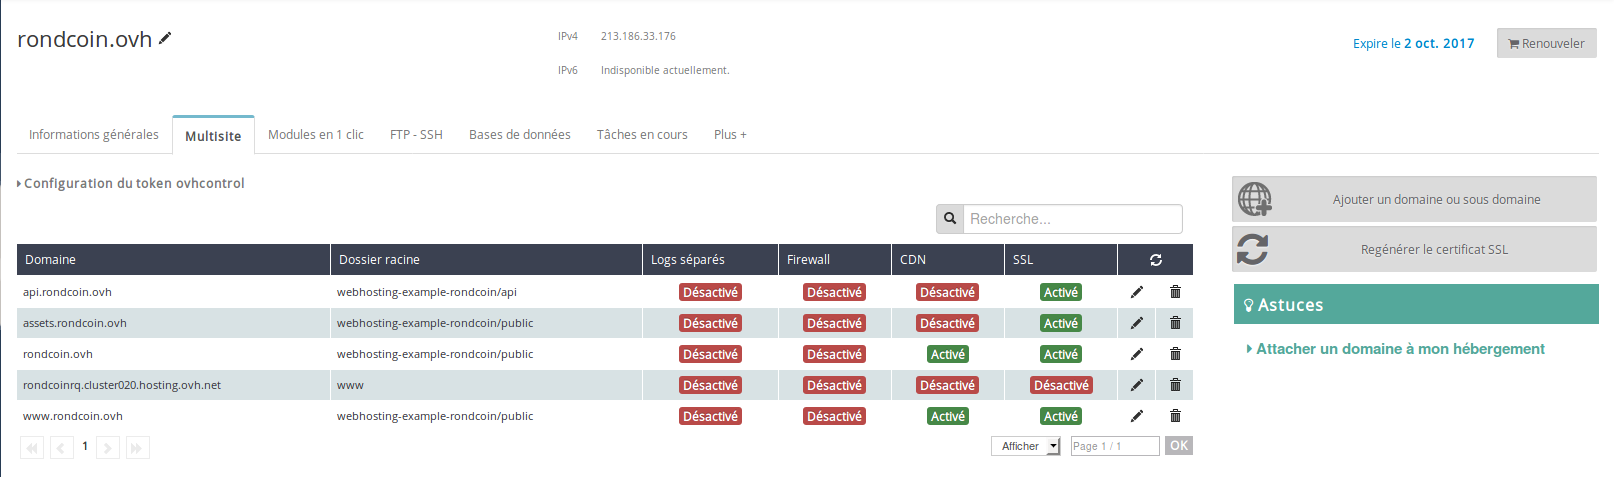 rondcoin.ovh
IPv4 213.186.33.176
Expire le 2 oct. 2017
Renouveler
IPv6 Indisponible actuellement.
Informations générales Multisite Modules en 1 clic FTP - SSH Bases de données Tâches en cours Plus +
Configuration du token ovhcontrol
Recherche...
Domaine Dossier racine Logs séparés Firewall CDN SSL
api.rondcoin.ovh webhosting-example-rondcoin/api Désactivé Désactivé Désactivé Activé
assets.rondcoin.ovh webhosting-example-rondcoin/public Désactivé Désactivé Désactivé Activé
rondcoin.ovh webhosting-example-rondcoin/public Désactivé Désactivé Activé Activé
rondcoinrq.cluster020.hosting.ovh.net www Désactivé Désactivé Désactivé Désactivé
www.rondcoin.ovh webhosting-example-rondcoin/public Désactivé Désactivé Activé Activé
1 Afficher Page 1 / 1 OK
Ajouter un domaine ou sous domaine
Regénérer le certificat SSL
Astuces
Attacher un domaine à mon hébergement